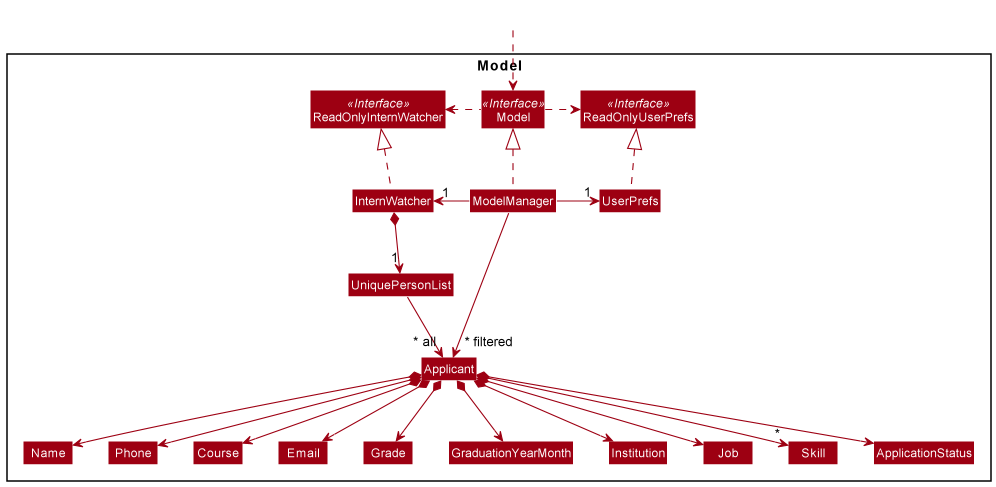 Model
«Interface»
ReadOnlyInternWatcher
«Interface»
Model
«Interface»
ReadOnlyUserPrefs
InternWatcher
1
ModelManager
1
UserPrefs
1
UniquePersonList
* all
* filtered
Applicant
*
Name
Phone
Course
Email
Grade
GraduationYearMonth
Institution
Job
Skill
ApplicationStatus